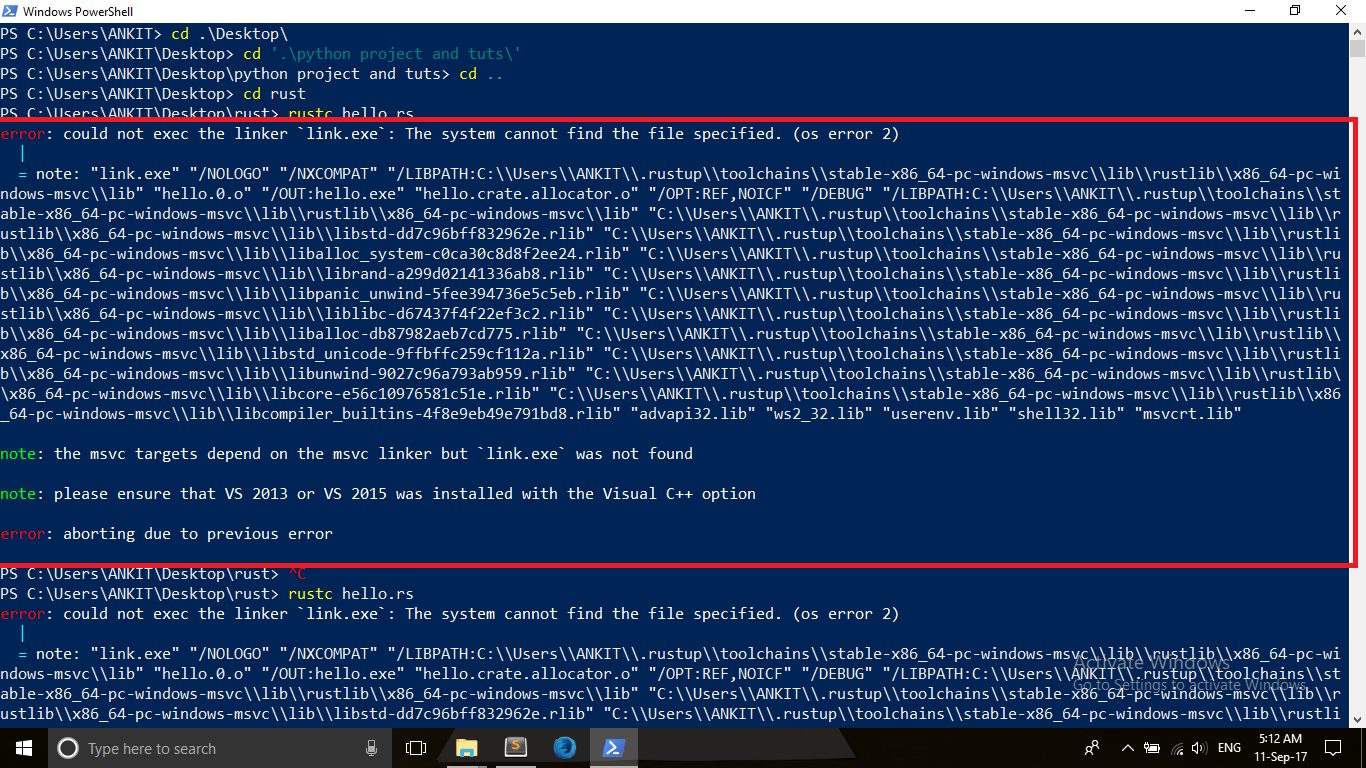 Windows PowerShell
PS C:\Users\ANKIT> cd .\Desktop\
PS C:\Users\ANKIT\Desktop> cd '.\python project and tuts\'
PS C:\Users\ANKIT\Desktop\python project and tuts> cd ..
PS C:\Users\ANKIT\Desktop> cd rust
PS C:\Users\ANKIT\Desktop\rust> rustc hello.rs
error: could not exec the linker `link.exe`: The system cannot find the file specified. (os error 2)
  |
  = note: "link.exe" "/NOLOGO" "/NXCOMPAT" "/LIBPATH:C:\\Users\\ANKIT\\.rustup\\toolchains\\stable-x86_64-pc-windows-msvc\\lib\\rustlib\\x86_64-pc-wi
ndows-msvc\\lib" "hello.0.o" "/OUT:hello.exe" "hello.crate.allocator.o" "/OPT:REF,NOICF" "/DEBUG" "/LIBPATH:C:\\Users\\ANKIT\\.rustup\\toolchains\\st
able-x86_64-pc-windows-msvc\\lib\\rustlib\\x86_64-pc-windows-msvc\\lib" "C:\\Users\\ANKIT\\.rustup\\toolchains\\stable-x86_64-pc-windows-msvc\\lib\\r
ustlib\\x86_64-pc-windows-msvc\\lib\\libstd-dd7c96bff832962e.rlib" "C:\\Users\\ANKIT\\.rustup\\toolchains\\stable-x86_64-pc-windows-msvc\\lib\\rustli
b\\x86_64-pc-windows-msvc\\lib\\liballoc_system-c0ca30c8d8f2ee24.rlib" "C:\\Users\\ANKIT\\.rustup\\toolchains\\stable-x86_64-pc-windows-msvc\\lib\\ru
stlib\\x86_64-pc-windows-msvc\\lib\\librand-a299d02141336ab8.rlib" "C:\\Users\\ANKIT\\.rustup\\toolchains\\stable-x86_64-pc-windows-msvc\\lib\\rustli
b\\x86_64-pc-windows-msvc\\lib\\libpanic_unwind-5fee394736e5c5eb.rlib" "C:\\Users\\ANKIT\\.rustup\\toolchains\\stable-x86_64-pc-windows-msvc\\lib\\ru
stlib\\x86_64-pc-windows-msvc\\lib\\liblibc-d67437f4f22ef3c2.rlib" "C:\\Users\\ANKIT\\.rustup\\toolchains\\stable-x86_64-pc-windows-msvc\\lib\\rustli
b\\x86_64-pc-windows-msvc\\lib\\liballoc-db87982aeb7cd775.rlib" "C:\\Users\\ANKIT\\.rustup\\toolchains\\stable-x86_64-pc-windows-msvc\\lib\\rustlib\\
x86_64-pc-windows-msvc\\lib\\libstd_unicode-9ffbffc259cf112a.rlib" "C:\\Users\\ANKIT\\.rustup\\toolchains\\stable-x86_64-pc-windows-msvc\\lib\\rustli
b\\x86_64-pc-windows-msvc\\lib\\libunwind-9027c96a793ab959.rlib" "C:\\Users\\ANKIT\\.rustup\\toolchains\\stable-x86_64-pc-windows-msvc\\lib\\rustlib\
\x86_64-pc-windows-msvc\\lib\\libcore-e56c10976581c51e.rlib" "C:\\Users\\ANKIT\\.rustup\\toolchains\\stable-x86_64-pc-windows-msvc\\lib\\rustlib\\x86
_64-pc-windows-msvc\\lib\\libcompiler_builtins-4f8e9eb49e791bd8.rlib" "advapi32.lib" "ws2_32.lib" "userenv.lib" "shell32.lib" "msvcrt.lib"
note: the msvc targets depend on the msvc linker but `link.exe` was not found
note: please ensure that VS 2013 or VS 2015 was installed with the Visual C++ option
error: aborting due to previous error
PS C:\Users\ANKIT\Desktop\rust> ^C
PS C:\Users\ANKIT\Desktop\rust> rustc hello.rs
error: could not exec the linker `link.exe`: The system cannot find the file specified. (os error 2)
  |
  = note: "link.exe" "/NOLOGO" "/NXCOMPAT" "/LIBPATH:C:\\Users\\ANKIT\\.rustup\\toolchains\\stable-x86_64-pc-windows-msvc\\lib\\rustlib\\x86_64-pc-wi
ndows-msvc\\lib" "hello.0.o" "/OUT:hello.exe" "hello.crate.allocator.o" "/OPT:REF,NOICF" "/DEBUG" "/LIBPATH:C:\\Users\\ANKIT\\.rustup\\toolchains\\st
able-x86_64-pc-windows-msvc\\lib\\rustlib\\x86_64-pc-windows-msvc\\lib" "C:\\Users\\ANKIT\\.rustup\\toolchains\\stable-x86_64-pc-windows-msvc\\lib\\r
ustlib\\x86_64-pc-windows-msvc\\lib\\libstd-dd7c96bff832962e.rlib" "C:\\Users\\ANKIT\\.rustup\\toolchains\\stable-x86_64-pc-windows-msvc\\lib\\rustli
Activate Windows
Go to Settings to activate Windows.
Type here to search
S
ENG
5:12 AM
11-Sep-17